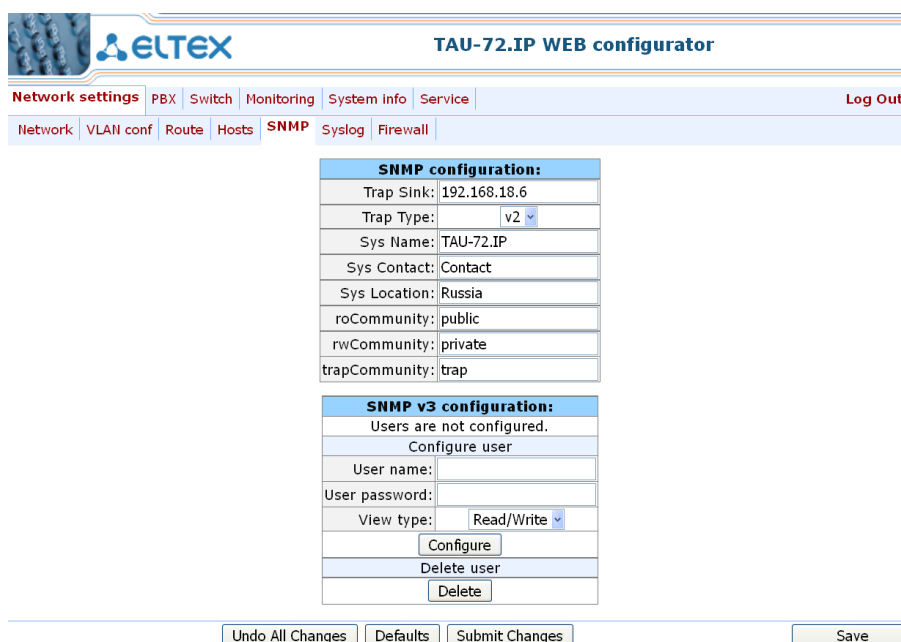 ELTEX
TAU-72.IP WEB configurator
Network settings PBX Switch Monitoring System info Service Log Out
Network VLAN conf Route Hosts SNMP Syslog Firewall
SNMP configuration:
Trap Sink: 192.168.18.6
Trap Type: v2
Sys Name: TAU-72.IP
Sys Contact: Contact
Sys Location: Russia
roCommunity: public
rwCommunity: private
trapCommunity: trap
SNMP v3 configuration:
Users are not configured.
Configure user
User name:
User password:
View type: Read/Write
Configure
Delete user
Delete
Undo All Changes Defaults Submit Changes Save